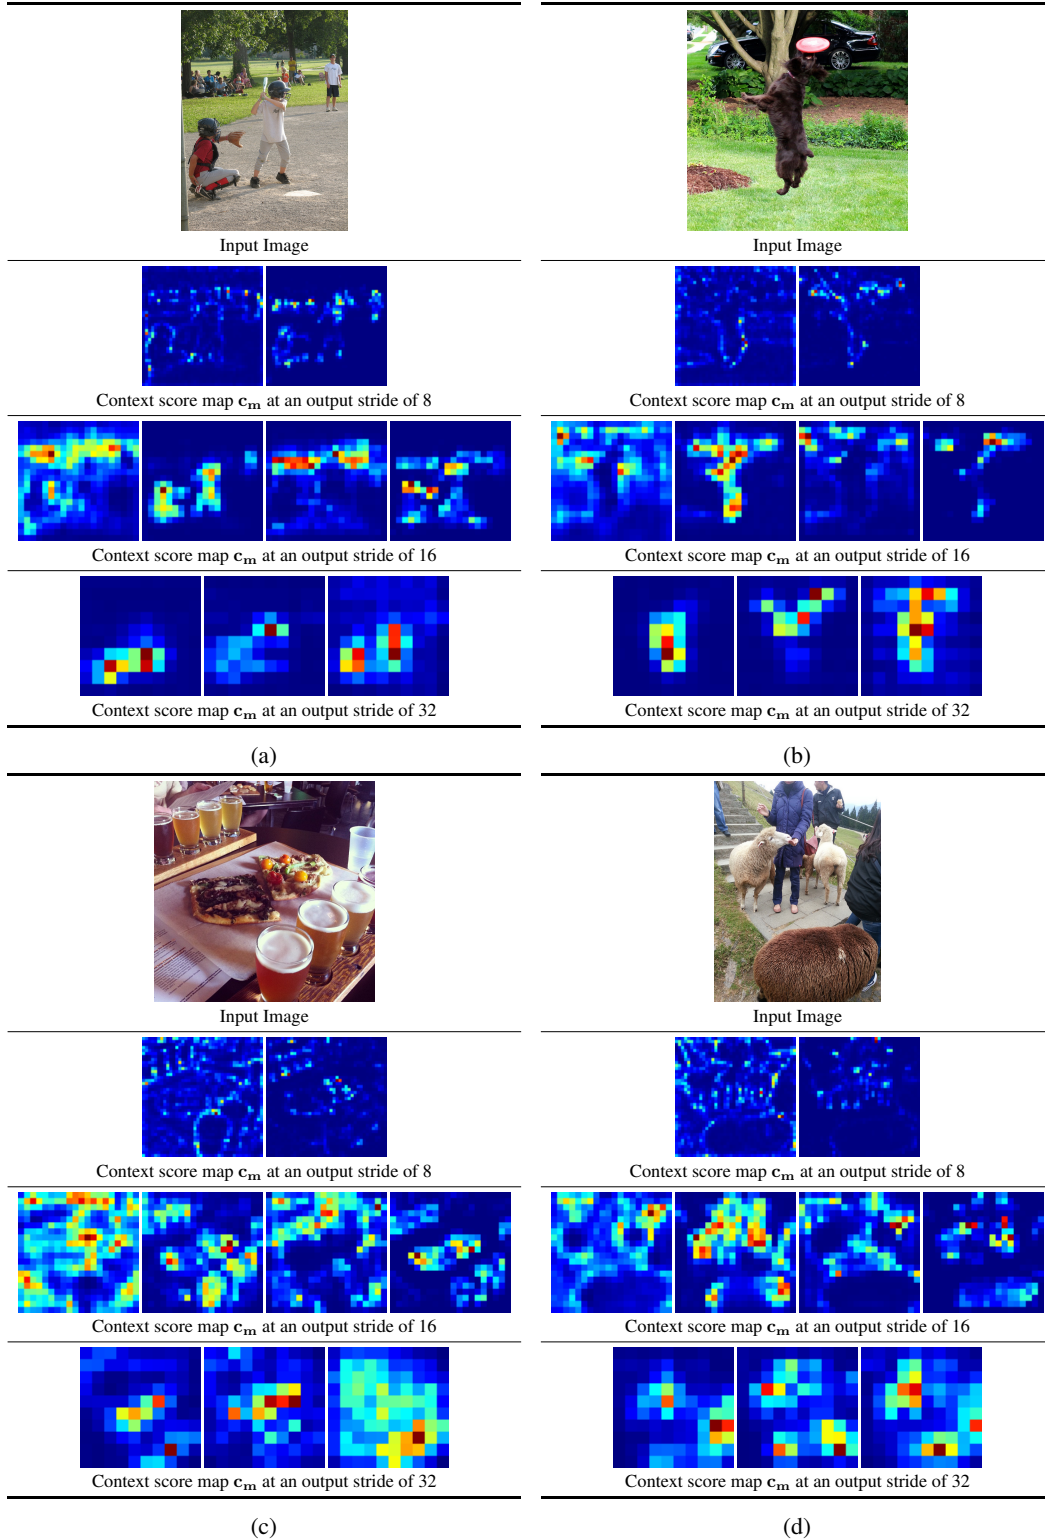 Input Image
Context score map c_m at an output stride of 8
Context score map c_m at an output stride of 16
Context score map c_m at an output stride of 32
(a)
Input Image
Context score map c_m at an output stride of 8
Context score map c_m at an output stride of 16
Context score map c_m at an output stride of 32
(b)
Input Image
Context score map c_m at an output stride of 8
Context score map c_m at an output stride of 16
Context score map c_m at an output stride of 32
(c)
Input Image
Context score map c_m at an output stride of 8
Context score map c_m at an output stride of 16
Context score map c_m at an output stride of 32
(d)